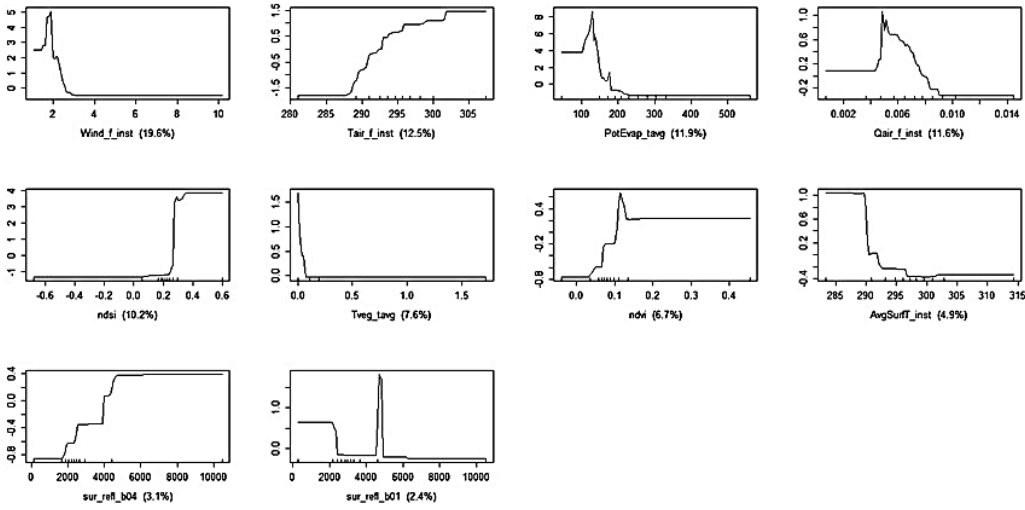 0 1 2 3 4 5
2 4 6 8 10
Wind_f_inst (19.6%)
-1.5 -0.5 0.5 1.5
280 285 290 295 300 305
Tair_f_inst (12.5%)
0 2 4 6 8
100 200 300 400 500
PotEvap_tavg (11.9%)
-0.2 0.2 0.6 1.0
0.002 0.006 0.010 0.014
Qair_f_inst (11.6%)
-1 0 1 2 3 4
-0.6 -0.4 -0.2 0.0 0.2 0.4 0.6
ndsi (10.2%)
0.0 0.5 1.0 1.5
0.0 0.5 1.0 1.5
Tveg_tavg (7.6%)
-0.8 -0.2 0.4
0.0 0.1 0.2 0.3 0.4
ndvi (6.7%)
-0.4 0.2 0.6 1.0
285 290 295 300 305 310 315
AvgSurfT_inst (4.9%)
-0.8 -0.4 0.0 0.4
0 2000 4000 6000 8000 10000
sur_refl_b04 (3.1%)
0.0 1.0
0 2000 4000 6000 8000 10000
sur_refl_b01 (2.4%)